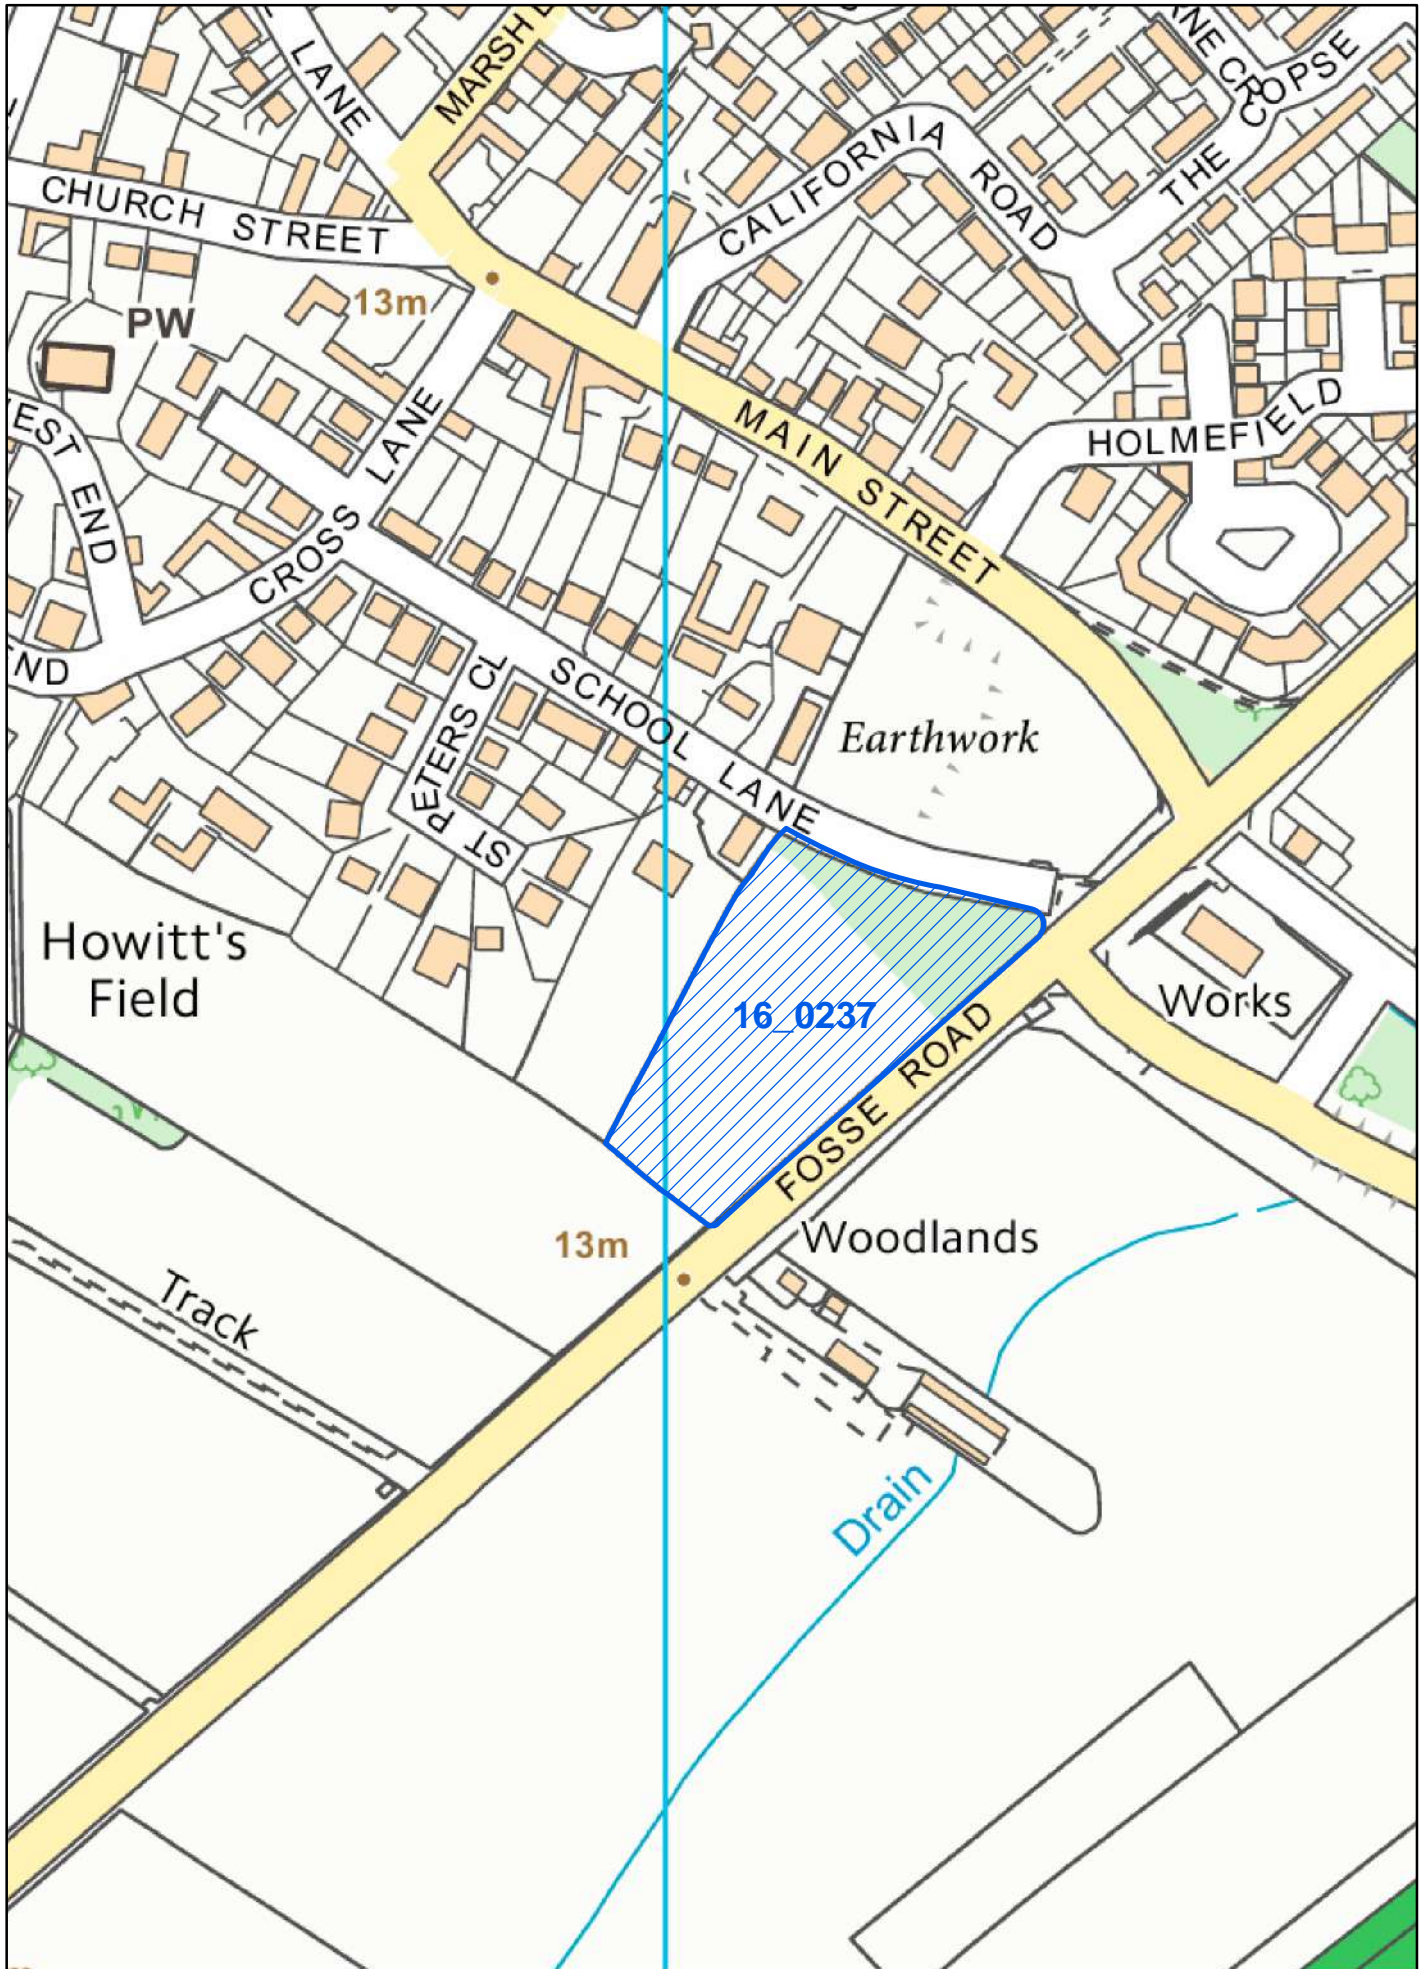 LANE
MARSH L
CHURCH STREET
CALIFORNIA ROAD
THE COPSE
13m
PW
MAIN STREET
HOLMEFIELD
CROSS LANE
SCHOOL LANE
ST PETERS CL
Earthwork
Howitt's
Field
16_0237
Works
FOSSE ROAD
13m
Woodlands
Track
Drain